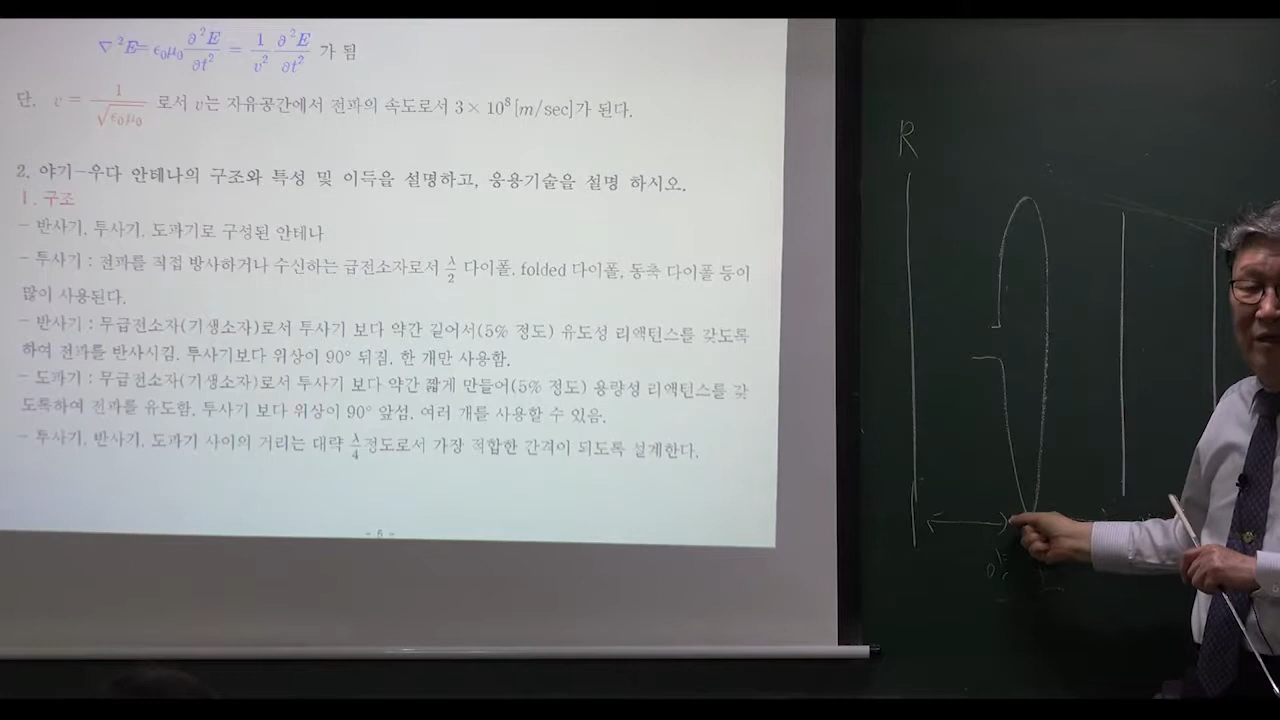 ∇²E = ε₀μ₀ ∂²E/∂t² = 1/v² ∂²E/∂t² 가 됨
단, v = 1/√(ε₀μ₀) 로서 v는 자유공간에서 전파의 속도로서 3×10⁸[m/sec]가 된다.
2. 야기-우다 안테나의 구조와 특성 및 이득을 설명하고, 응용기술을 설명 하시오.
1. 구조
- 반사기, 투사기, 도파기로 구성된 안테나
- 투사기 : 전파를 직접 방사하거나 수신하는 급전소자로서 λ/2 다이폴, folded 다이폴, 동축 다이폴 등이
많이 사용된다.
- 반사기 : 무급전소자(기생소자)로서 투사기 보다 약간 길어서(5% 정도) 유도성 리액턴스를 갖도록
하여 전파를 반사시킴. 투사기보다 위상이 90° 뒤짐. 한 개만 사용함.
- 도파기 : 무급전소자(기생소자)로서 투사기 보다 약간 짧게 만들어(5% 정도) 용량성 리액턴스를 갖
도록하여 전파를 유도함. 투사기 보다 위상이 90° 앞섬. 여러 개를 사용할 수 있음.
- 투사기, 반사기, 도파기 사이의 거리는 대략 λ/4정도로서 가장 적합한 간격이 되도록 설계한다.
R